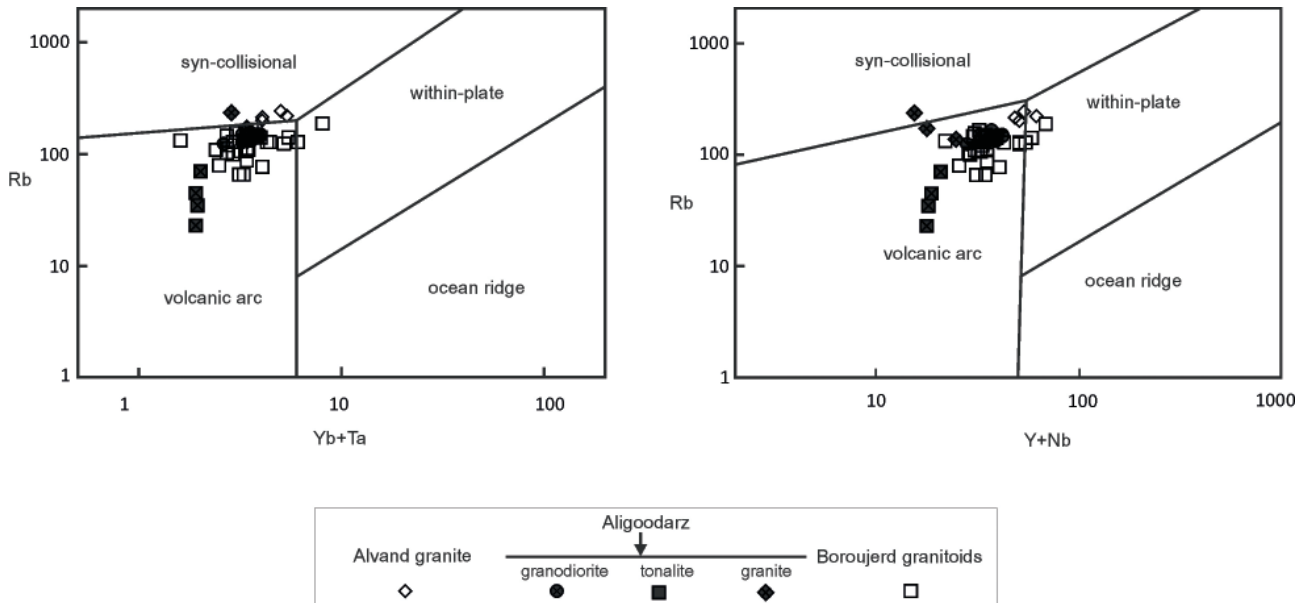 1000
syn-collisional
within-plate
100
Rb
10
volcanic arc
ocean ridge
1
1
10
100
Yb+Ta
1000
syn-collisional
within-plate
100
Rb
10
volcanic arc
ocean ridge
1
10
100
1000
Y+Nb
Aligoodarz
Alvand granite
Boroujerd granitoids
granodiorite
tonalite
granite